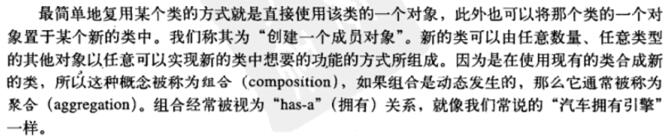 最简单地复用某个类的方式就是直接使用该类的一个对象，此外也可以将那个类的一个对
象置于某个新的类中。我们称其为“创建一个成员对象”。新的类可以由任意数量、任意类型
的其他对象以任意可以实现新的类中想要的功能的方式所组成。因为是在使用现有的类合成新
的类，所以这种概念被称为组合（composition），如果组合是动态发生的，那么它通常被称为
聚合（aggregation）。组合经常被视为“has-a”（拥有）关系，就像我们常说的“汽车拥有引擎”
一样。